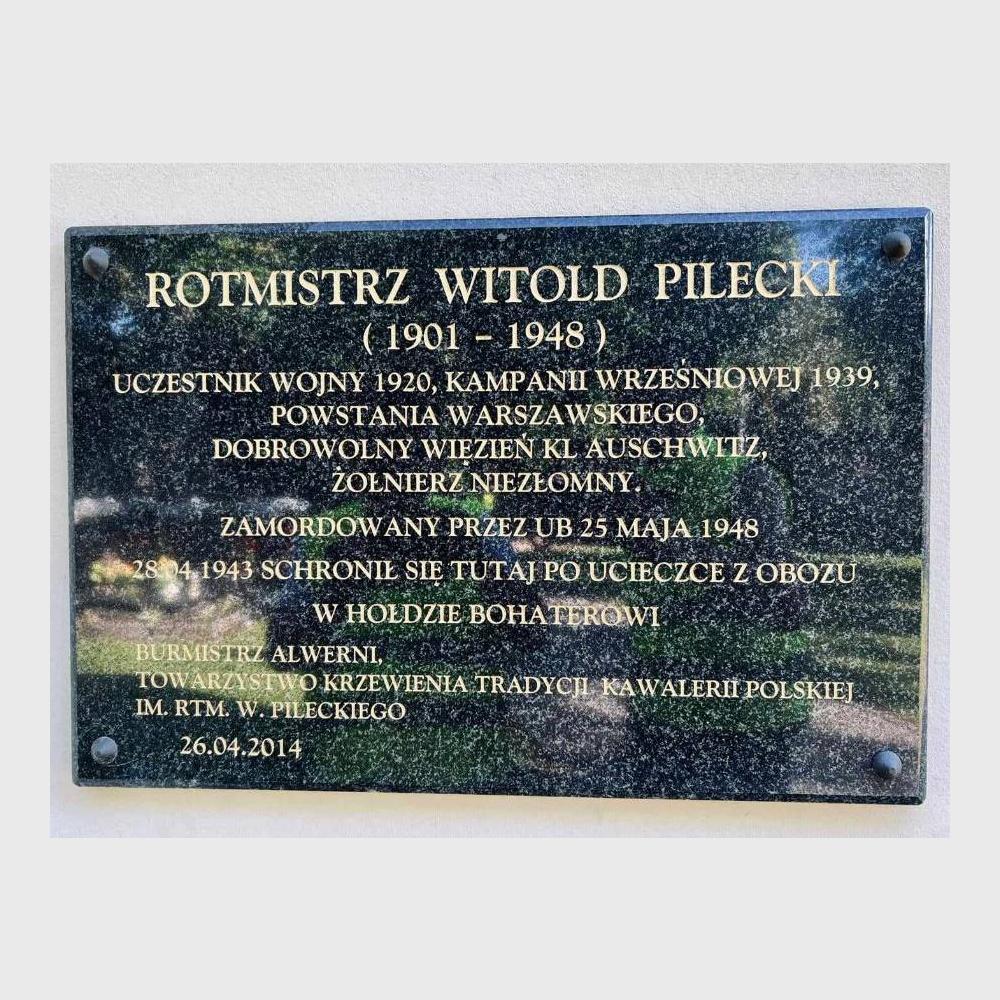 ROTMISTRZ WITOLD PILECKI
( 1901 – 1948 )
UCZESTNIK WOJNY 1920, KAMPANII WRZEŚNIOWEJ 1939,
POWSTANIA WARSZAWSKIEGO,
DOBROWOLNY WIĘZIEŃ KL AUSCHWITZ,
ŻOŁNIERZ NIEZŁOMNY.
ZAMORDOWANY PRZEZ UB 25 MAJA 1948
28.04.1943 SCHRONIŁ SIĘ TUTAJ PO UCIECZCE Z OBOZU
W HOŁDZIE BOHATEROWI
BURMISTRZ ALWERNI,
TOWARZYSTWO KRZEWIENIA TRADYCJI KAWALERII POLSKIEJ
IM. RTM. W. PILECKIEGO
26.04.2014